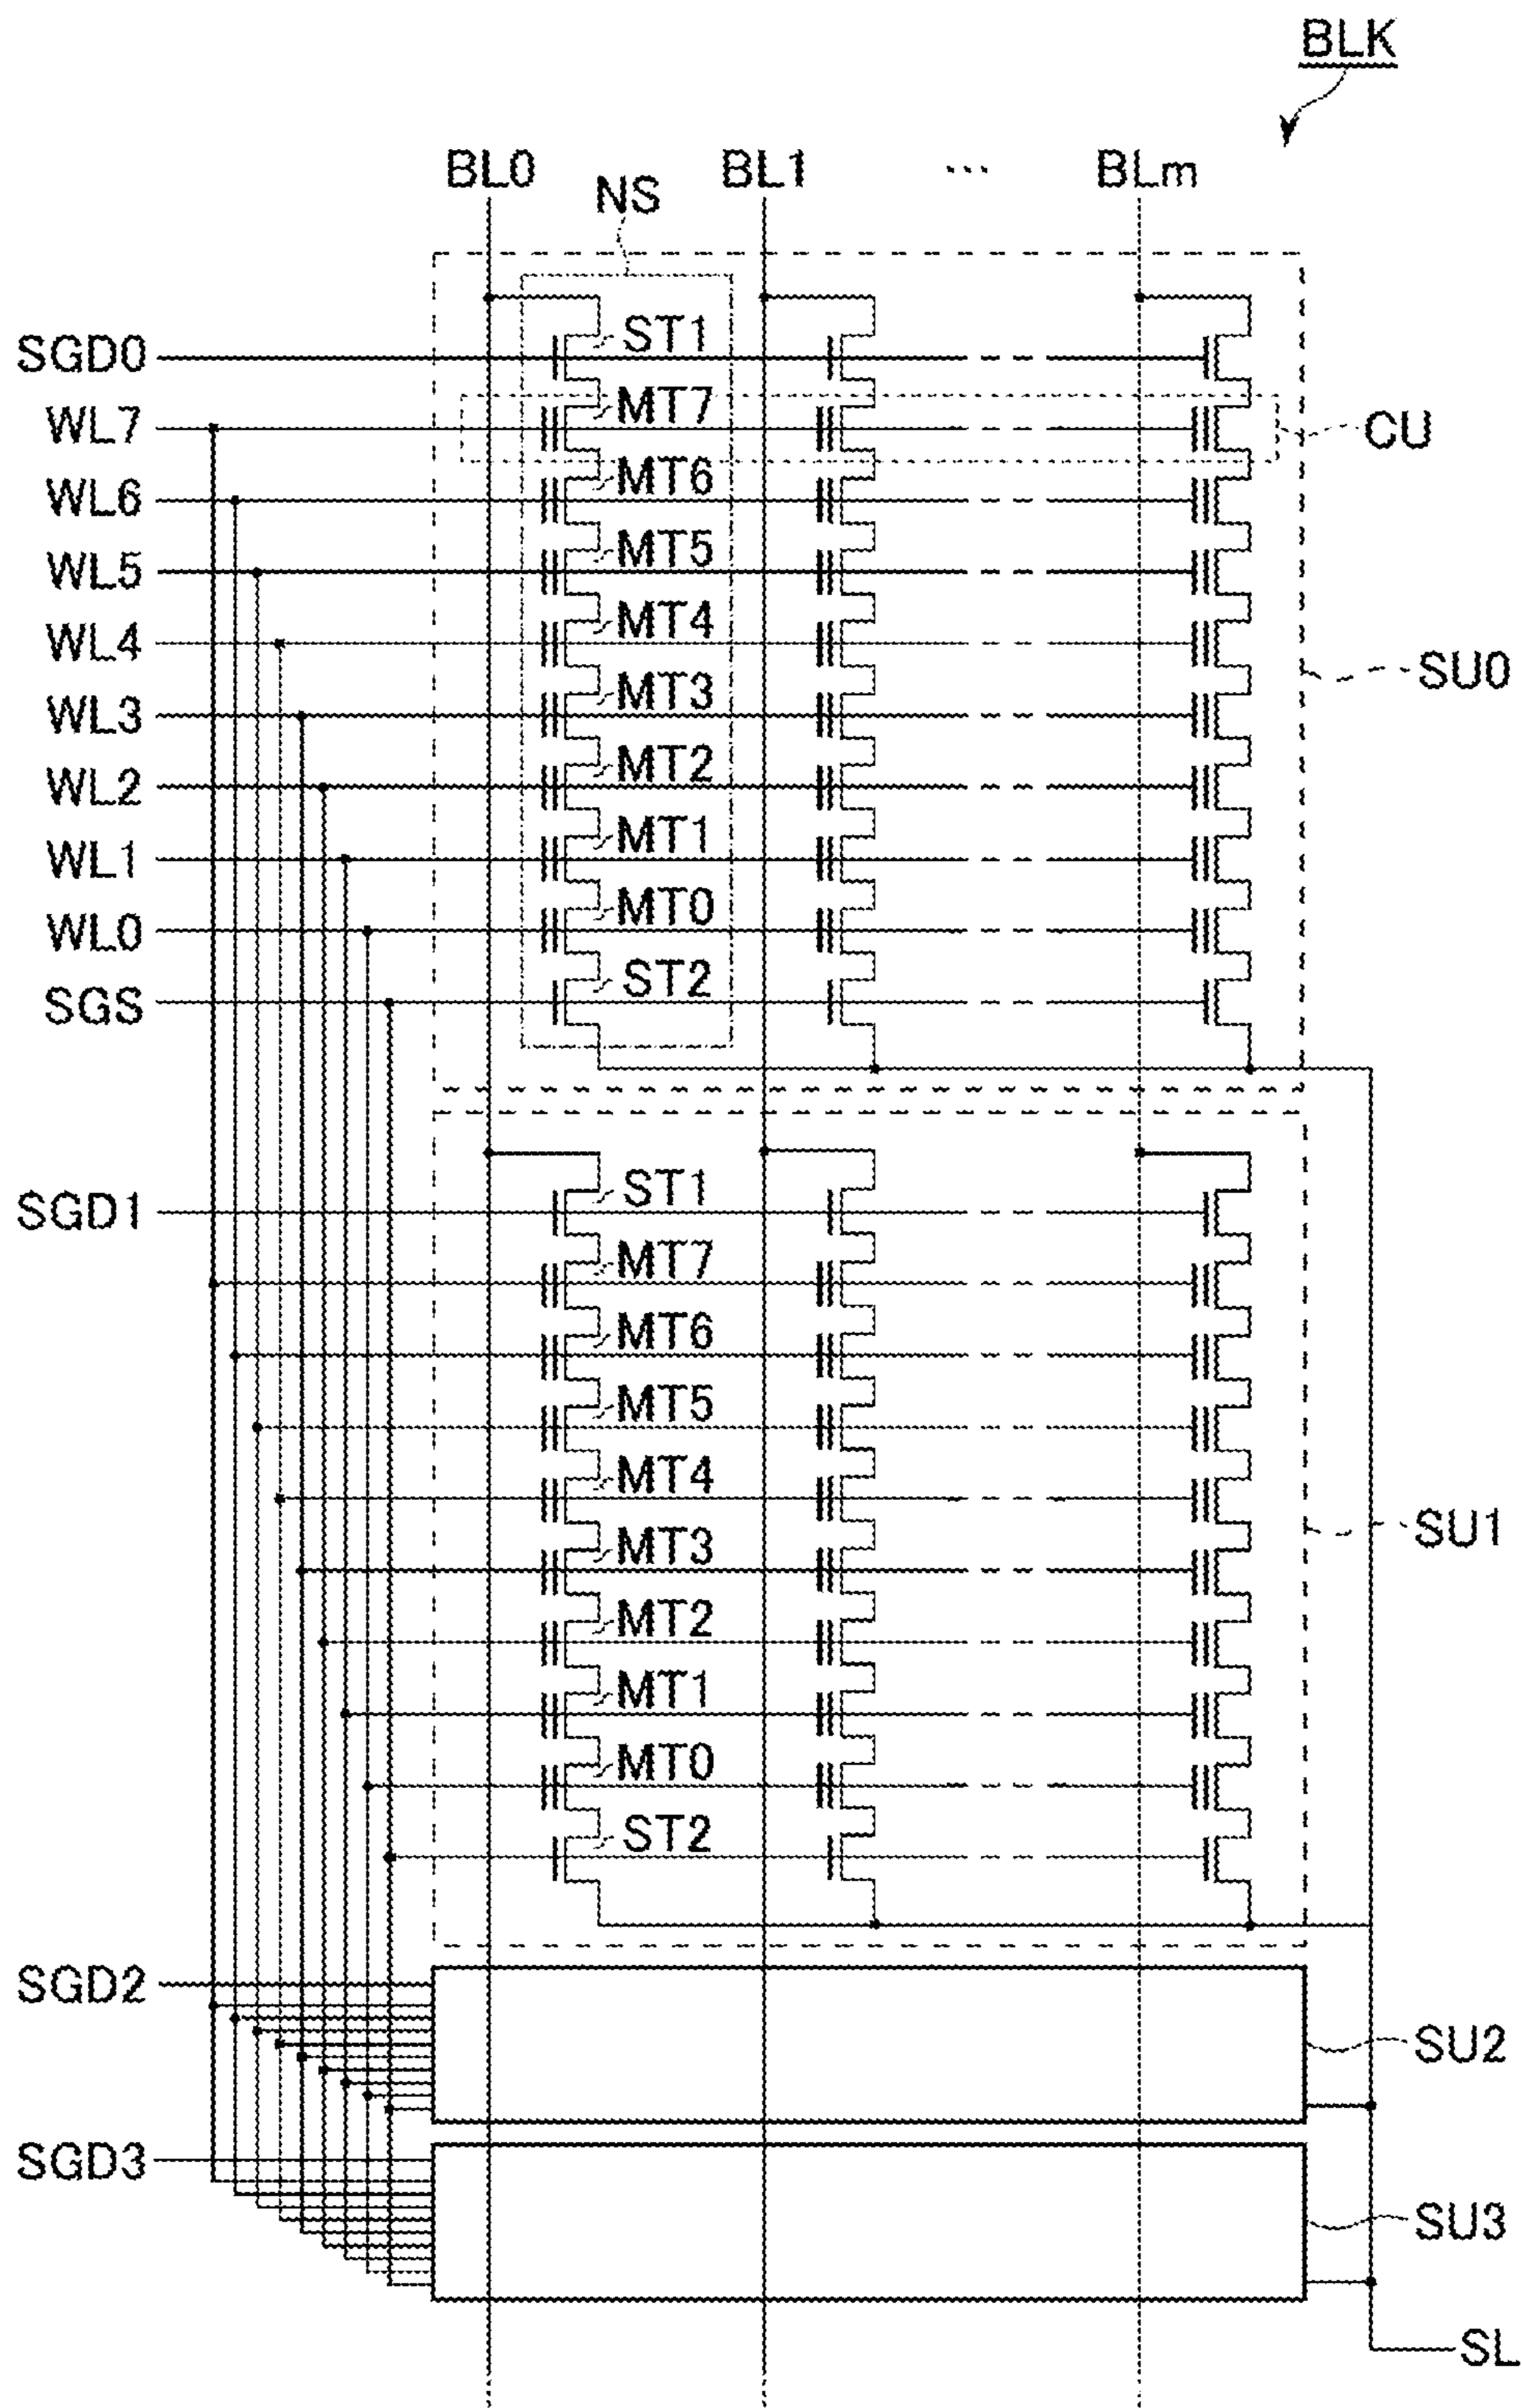 BLK
BL0 BL1 ... BLm
NS
SGD0 ST1
WL7 MT7 CU
WL6 MT6
WL5 MT5
WL4 MT4
SU0
WL3 MT3
WL2 MT2
WL1 MT1
WL0 MT0
SGS ST2
SGD1 ST1
MT7
MT6
MT5
MT4
SU1
MT3
MT2
MT1
MT0
ST2
SGD2
SU2
SGD3
SU3
SL